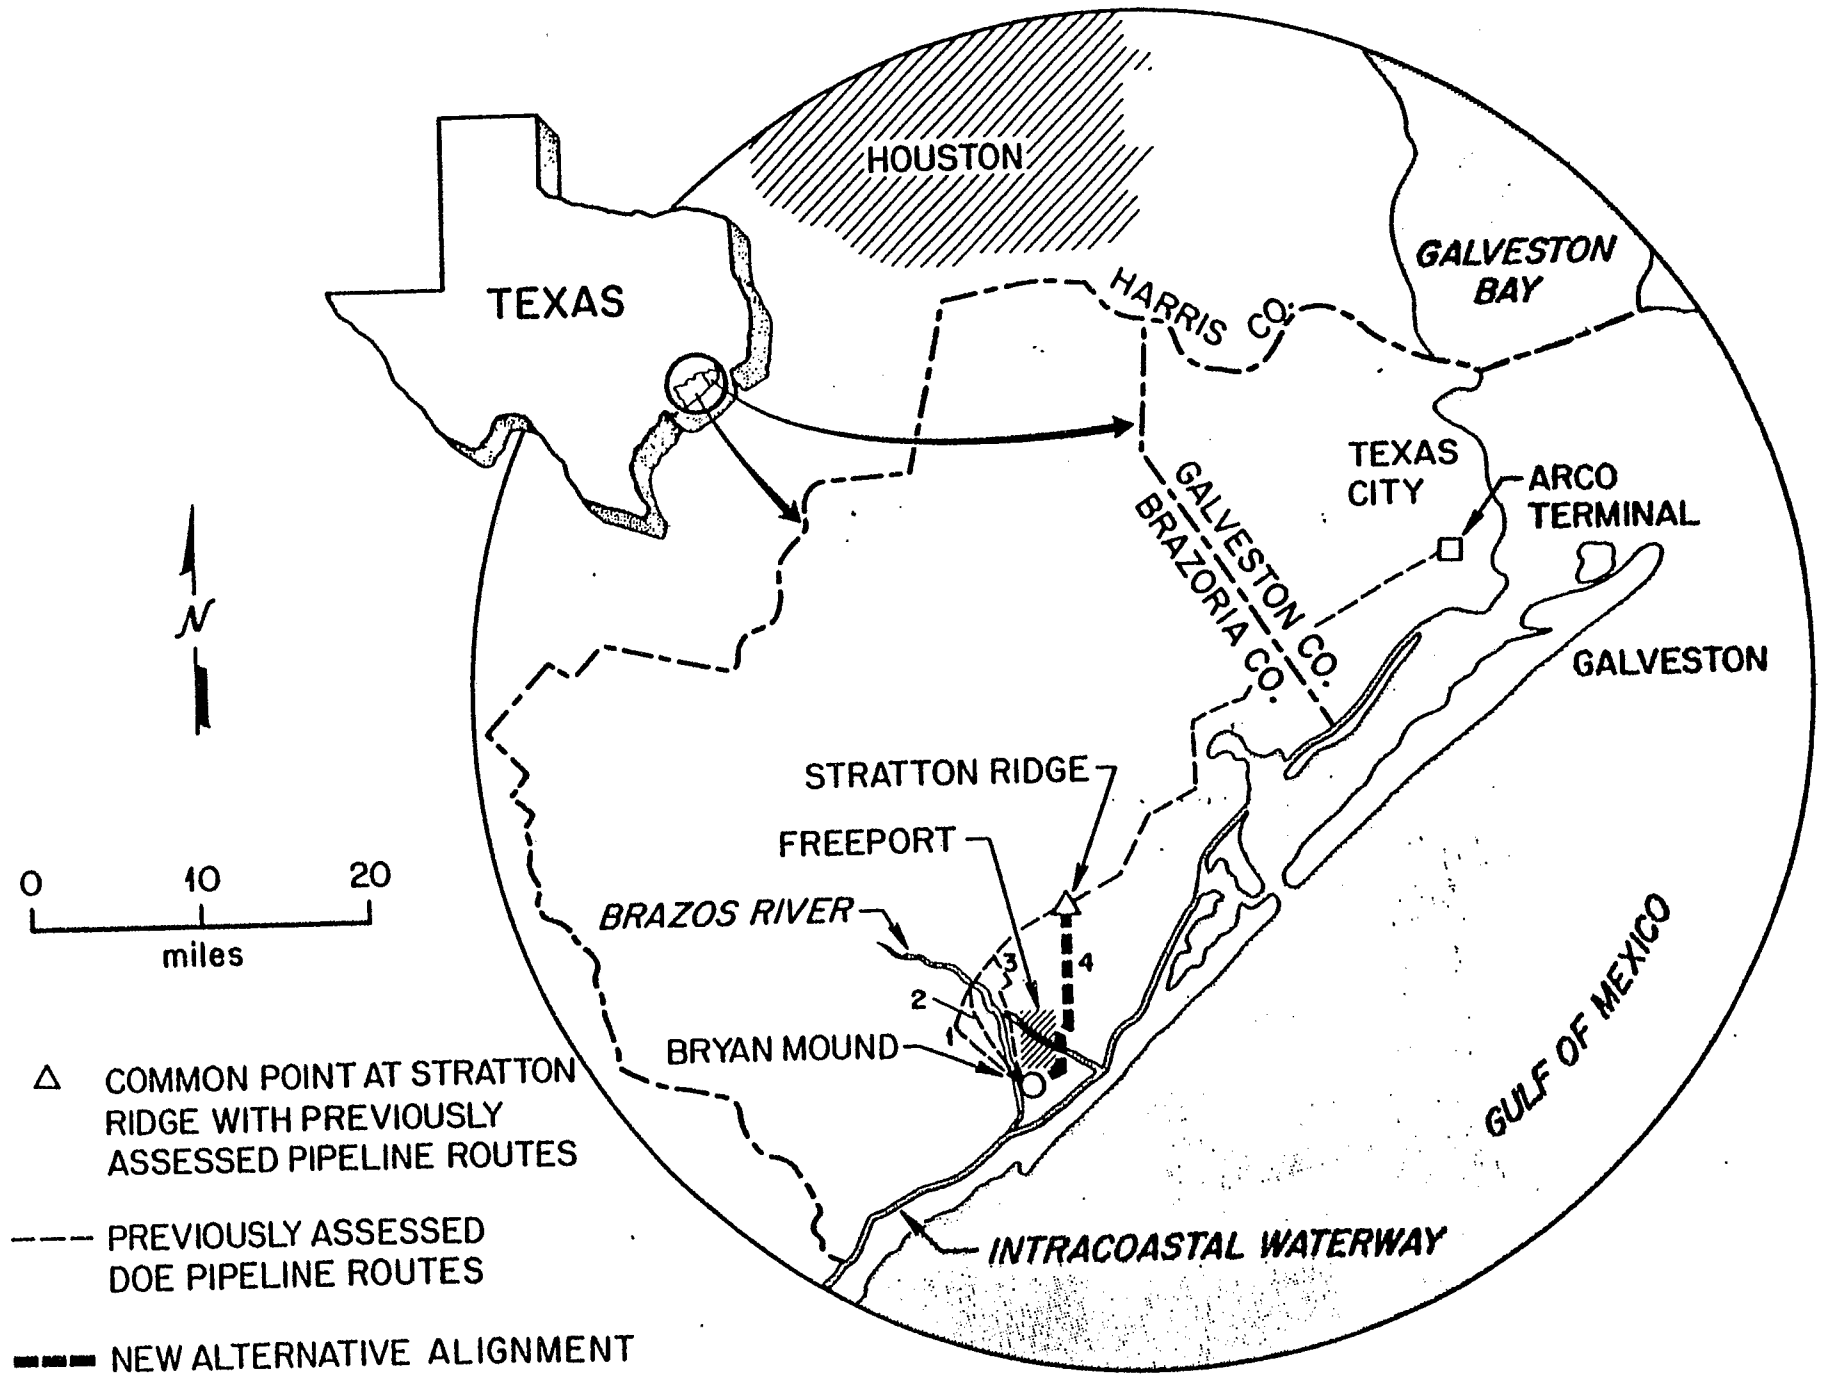 HOUSTON
GALVESTON
BAY
TEXAS
HARRIS CO.
TEXAS
CITY
ARCO
TERMINAL
GALVESTON CO.
BRAZORIA CO.
N
GALVESTON
STRATTON RIDGE
FREEPORT
0 10 20
miles
BRAZOS RIVER
3
4
2
1
BRYAN MOUND
GULF OF MEXICO
INTRACOASTAL WATERWAY
△ COMMON POINT AT STRATTON
RIDGE WITH PREVIOUSLY
ASSESSED PIPELINE ROUTES
PREVIOUSLY ASSESSED
DOE PIPELINE ROUTES
NEW ALTERNATIVE ALIGNMENT